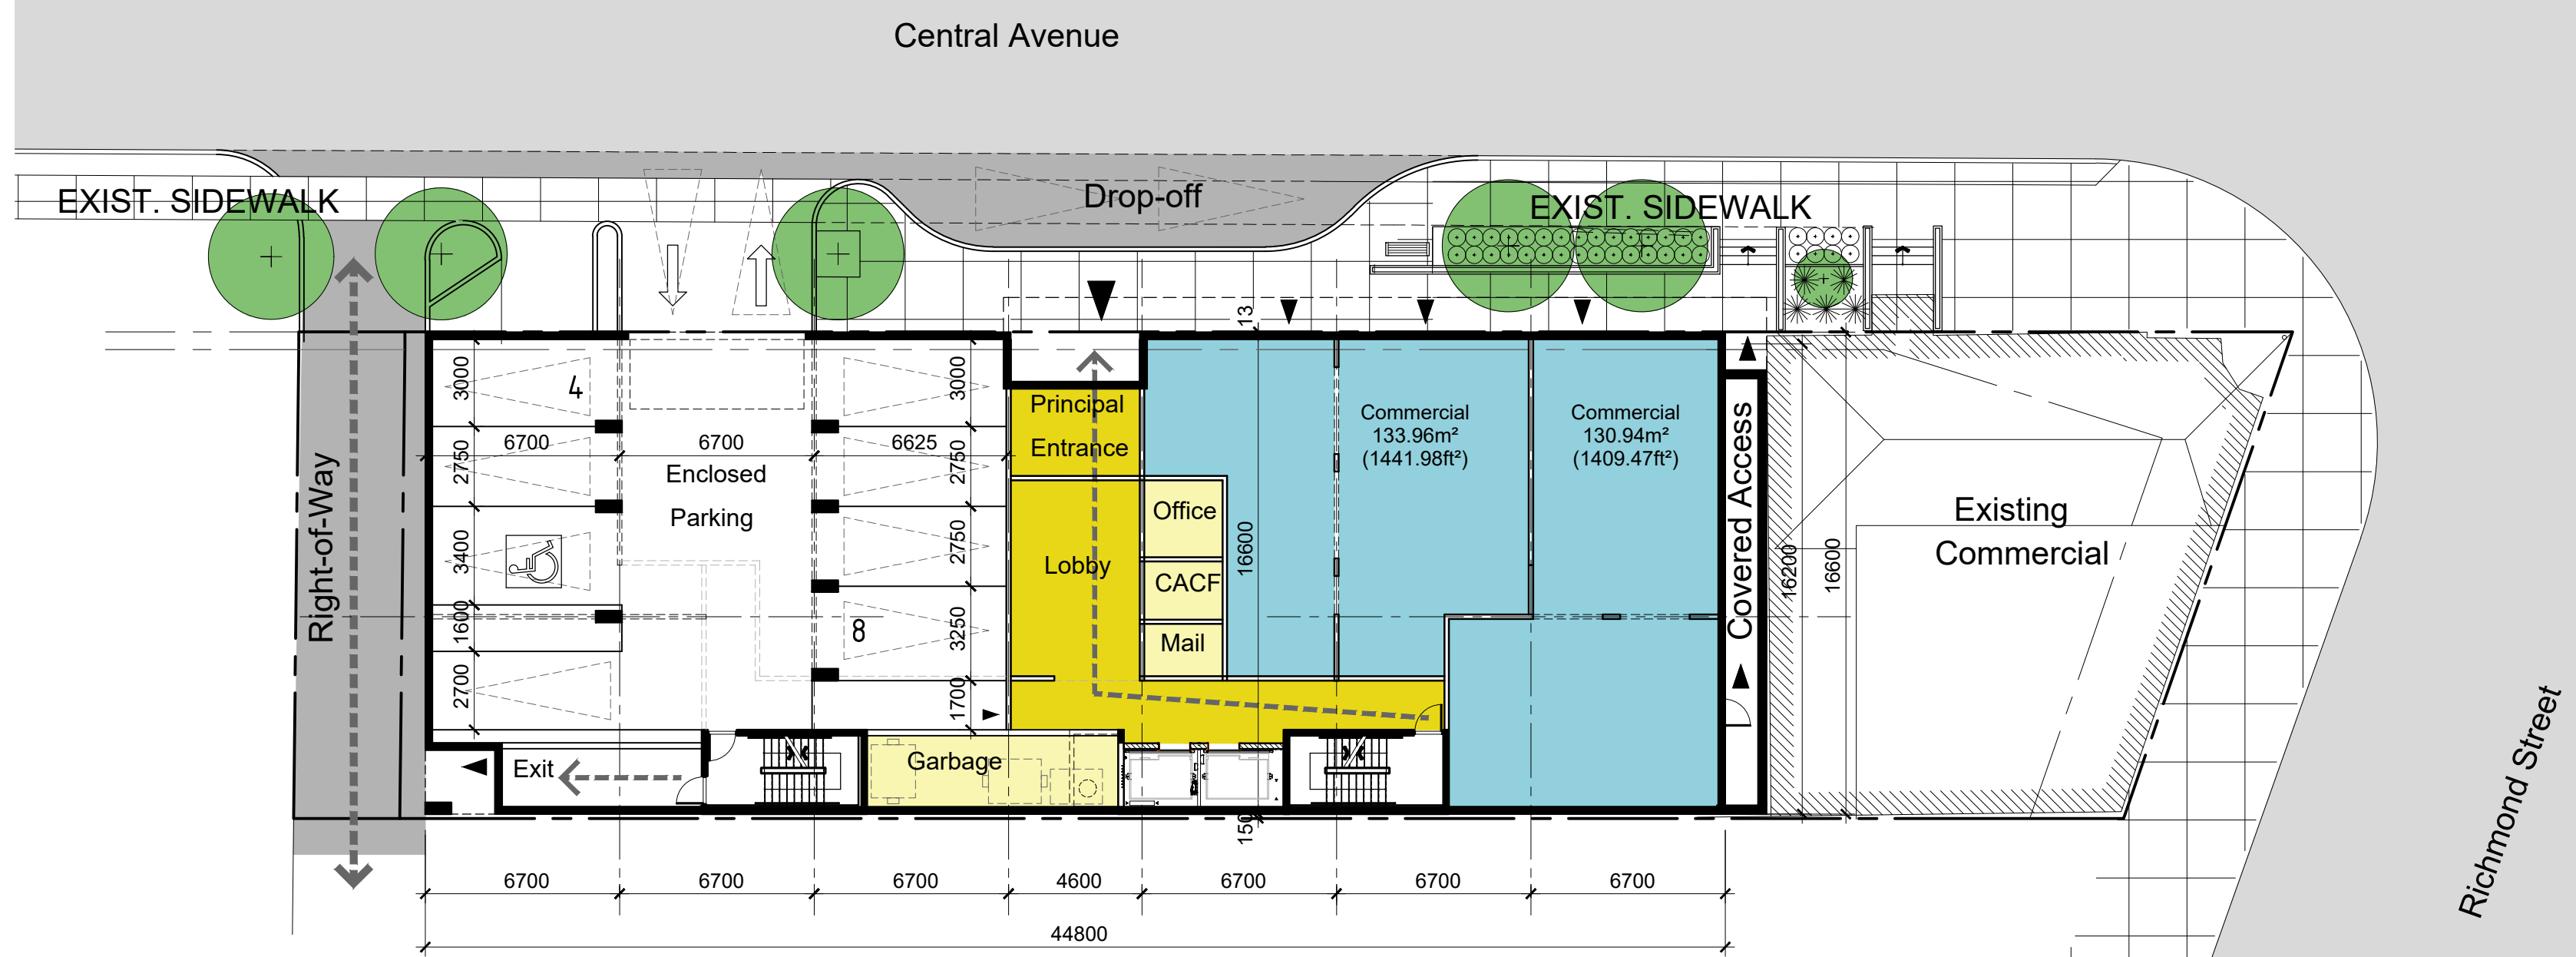 Central Avenue
EXIST. SIDEWALK
Drop-off
EXIST. SIDEWALK
13
3000
4
3000
Principal
Entrance
Commercial
133.96m²
(1441.98ft²)
Commercial
130.94m²
(1409.47ft²)
6700
6700
6625
2750
2750
Enclosed
Parking
Office
Existing
Commercial
Right-of-Way
3400
2750
Lobby
CACF
16600
Covered Access
16200
16600
1600
8
3250
Mail
2700
1700
Exit
Garbage
150
Richmond Street
6700
6700
6700
4600
6700
6700
6700
44800